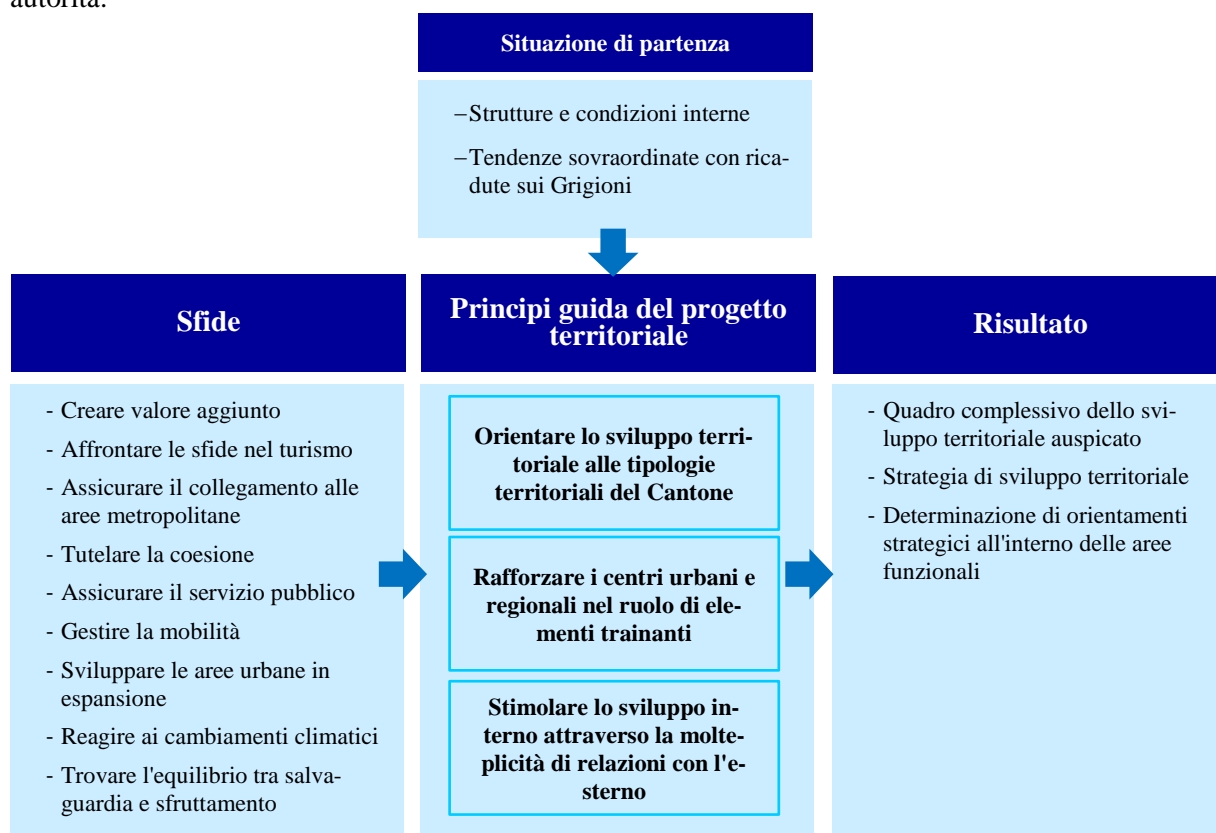 autorità.
Situazione di partenza
–Strutture e condizioni interne
–Tendenze sovraordinate con rica-
dute sui Grigioni
Sfide
- Creare valore aggiunto
- Affrontare le sfide nel turismo
- Assicurare il collegamento alle
aree metropolitane
- Tutelare la coesione
- Assicurare il servizio pubblico
- Gestire la mobilità
- Sviluppare le aree urbane in
espansione
- Reagire ai cambiamenti climatici
- Trovare l'equilibrio tra salva-
guardia e sfruttamento
Principi guida del progetto
territoriale
Orientare lo sviluppo terri-
toriale alle tipologie
territoriali del Cantone
Rafforzare i centri urbani e
regionali nel ruolo di ele-
menti trainanti
Stimolare lo sviluppo in-
terno attraverso la molte-
plicità di relazioni con l'e-
sterno
Risultato
- Quadro complessivo dello svi-
luppo territoriale auspicato
- Strategia di sviluppo territoriale
- Determinazione di orientamenti
strategici all'interno delle aree
funzionali